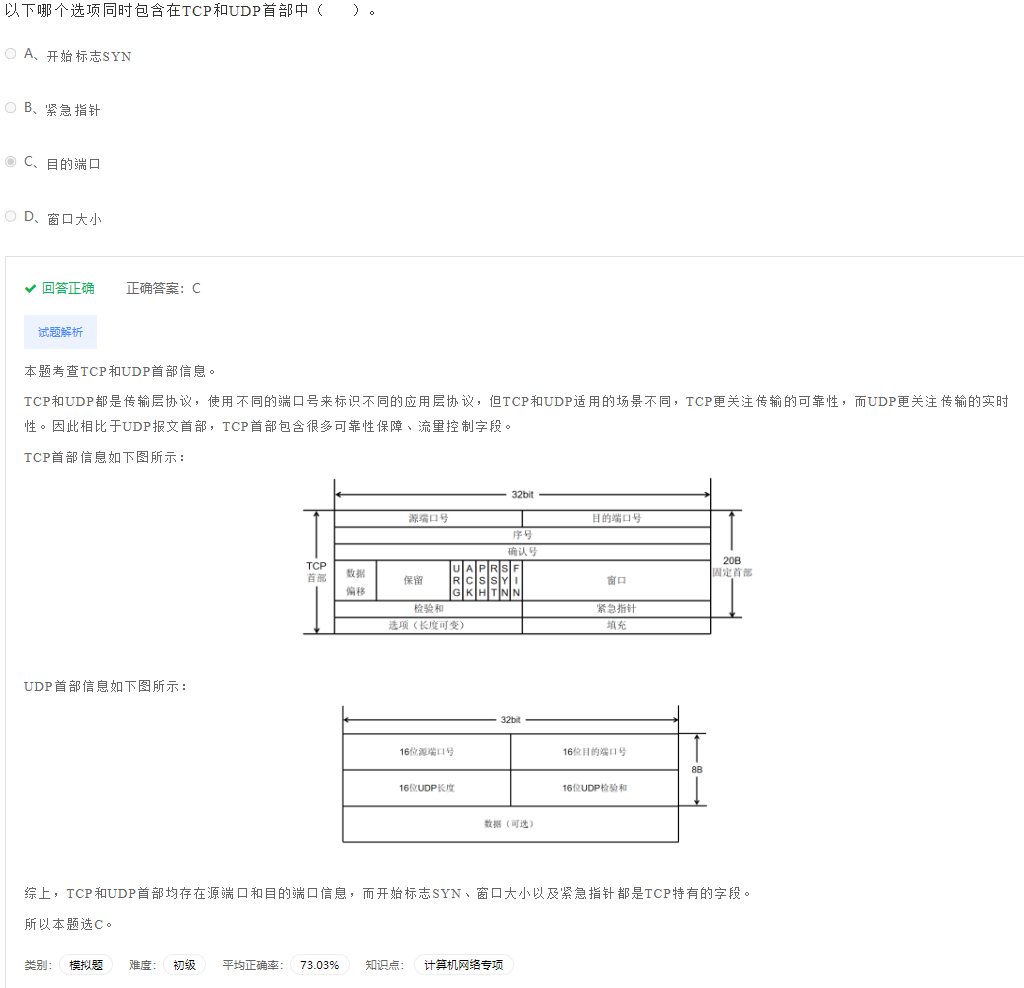 以下哪个选项同时包含在TCP和UDP首部中（　　）。
A、开始标志SYN
B、紧急指针
C、目的端口
D、窗口大小
回答正确 正确答案：C
试题解析
本题考查TCP和UDP首部信息。
TCP和UDP都是传输层协议，使用不同的端口号来标识不同的应用层协议，但TCP和UDP适用的场景不同，TCP更关注传输的可靠性，而UDP更关注传输的实时
性。因此相比于UDP报文首部，TCP首部包含很多可靠性保障、流量控制字段。
TCP首部信息如下图所示：
32bit
源端口号 目的端口号
序号
确认号
TCP
首部
数据
偏移
保留
URG ACK PSH RST SYN FIN
窗口
20B
固定首部
检验和 紧急指针
选项（长度可变） 填充
UDP首部信息如下图所示：
32bit
16位源端口号 16位目的端口号
8B
16位UDP长度 16位UDP检验和
数据（可选）
综上，TCP和UDP首部均存在源端口和目的端口信息，而开始标志SYN、窗口大小以及紧急指针都是TCP特有的字段。
所以本题选C。
类别： 模拟题 难度： 初级 平均正确率： 73.03% 知识点： 计算机网络专项